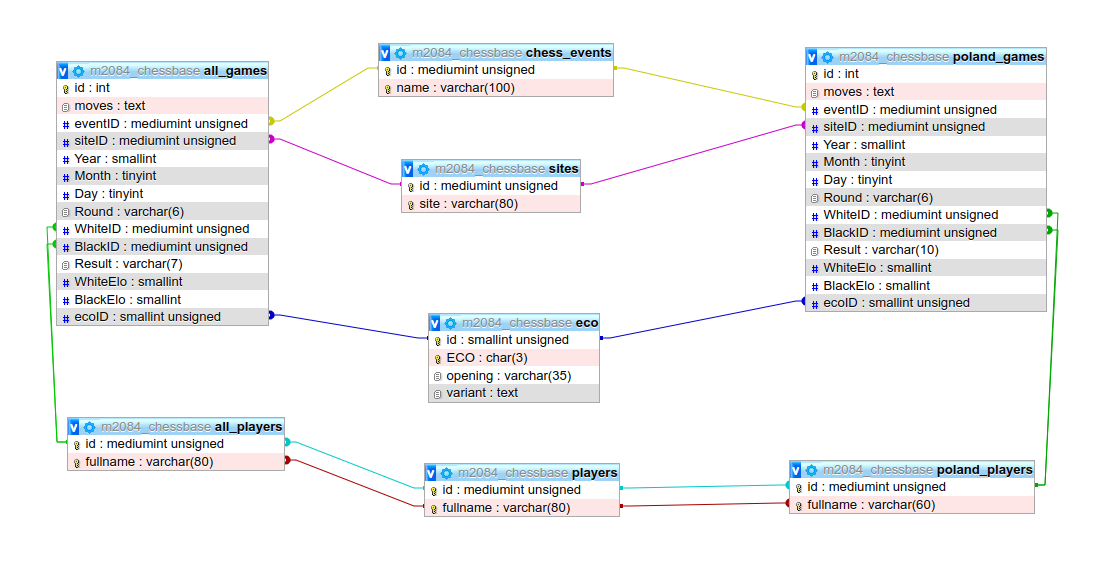 m2084_chessbase all_games
id : int
moves : text
eventID : mediumint unsigned
siteID : mediumint unsigned
Year : smallint
Month : tinyint
Day : tinyint
Round : varchar(6)
WhiteID : mediumint unsigned
BlackID : mediumint unsigned
Result : varchar(7)
WhiteElo : smallint
BlackElo : smallint
ecoID : smallint unsigned
m2084_chessbase chess_events
id : mediumint unsigned
name : varchar(100)
m2084_chessbase sites
id : mediumint unsigned
site : varchar(80)
m2084_chessbase poland_games
id : int
moves : text
eventID : mediumint unsigned
siteID : mediumint unsigned
Year : smallint
Month : tinyint
Day : tinyint
Round : varchar(6)
WhiteID : mediumint unsigned
BlackID : mediumint unsigned
Result : varchar(10)
WhiteElo : smallint
BlackElo : smallint
ecoID : smallint unsigned
m2084_chessbase eco
id : smallint unsigned
ECO : char(3)
opening : varchar(35)
variant : text
m2084_chessbase all_players
id : mediumint unsigned
fullname : varchar(80)
m2084_chessbase players
id : mediumint unsigned
fullname : varchar(80)
m2084_chessbase poland_players
id : mediumint unsigned
fullname : varchar(60)